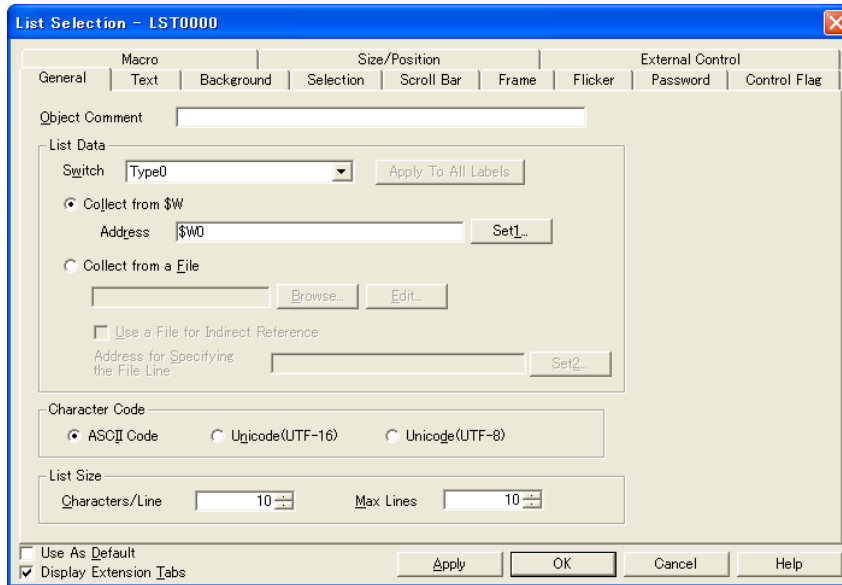 List Selection - LST0000
Macro Size/Position External Control
General Text Background Selection Scroll Bar Frame Flicker Password Control Flag
Object Comment
List Data
Switch Type0 Apply To All Labels
Collect from $W
Address $W0 Set1...
Collect from a File
Browse... Edit...
Use a File for Indirect Reference
Address for Specifying
the File Line Set2...
Character Code
ASCII Code Unicode(UTF-16) Unicode(UTF-8)
List Size
Characters/Line 10 Max Lines 10
Use As Default
Display Extension Tabs
Apply OK Cancel Help